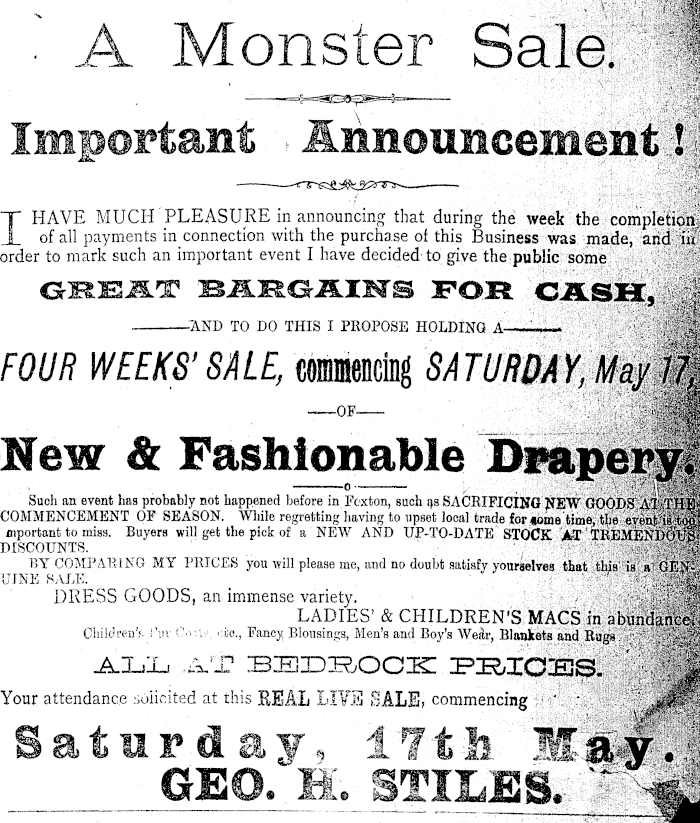 A Monster Sale.
Important Announcement!
I HAVE MUCH PLEASURE in announcing that during the week the completion
of all payments in connection with the purchase of this Business was made, and in
order to mark such an important event I have decided to give the public some
GREAT BARGAINS FOR CASH,
AND TO DO THIS I PROPOSE HOLDING A
FOUR WEEKS' SALE, commencing SATURDAY, May 17,
OF
New & Fashionable Drapery.
Such an event has probably not happened before in Foxton, such as SACRIFICING NEW GOODS AT THE
COMMENCEMENT OF SEASON. While regretting having to upset local trade for some time, the event is too
mportant to miss. Buyers will get the pick of a NEW AND UP-TO-DATE STOCK AT TREMENDOUS
DISCOUNTS.
BY COMPARING MY PRICES you will please me, and no doubt satisfy yourselves that this is a GEN-
UINE SALE.
DRESS GOODS, an immense variety.
LADIES' & CHILDREN'S MACS in abundance.
Children's Fur Coats, etc., Fancy Blousings, Men's and Boy's Wear, Blankets and Rugs
ALL AT BEDROCK PRICES.
Your attendance solicited at this REAL LIVE SALE, commencing
Saturday, 17th May.
GEO. H. STILES.